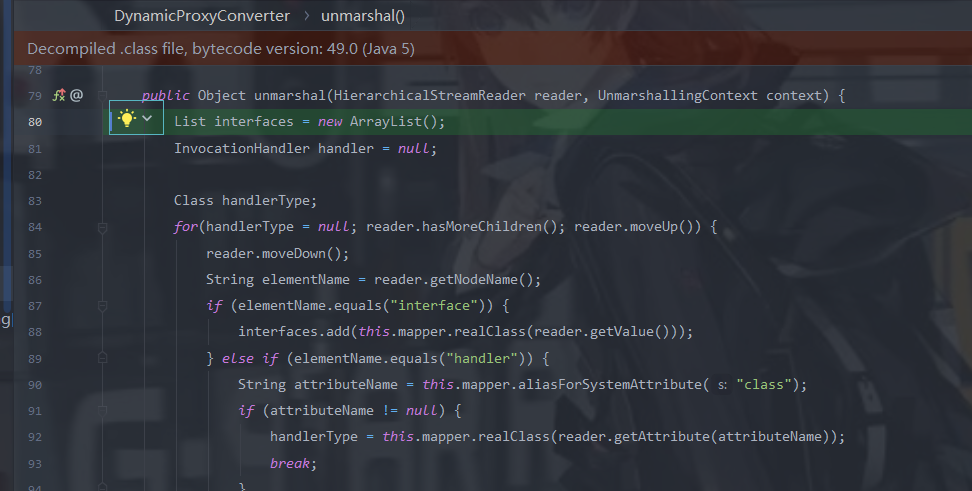 DynamicProxyConverter › unmarshal()
Decompiled .class file, bytecode version: 49.0 (Java 5)
78
79 public Object unmarshal(HierarchicalStreamReader reader, UnmarshallingContext context) {
80 List interfaces = new ArrayList();
81 InvocationHandler handler = null;
82
83 Class handlerType;
84 for(handlerType = null; reader.hasMoreChildren(); reader.moveUp()) {
85 reader.moveDown();
86 String elementName = reader.getNodeName();
87 if (elementName.equals("interface")) {
88 interfaces.add(this.mapper.realClass(reader.getValue()));
89 } else if (elementName.equals("handler")) {
90 String attributeName = this.mapper.aliasForSystemAttribute( s: "class");
91 if (attributeName != null) {
92 handlerType = this.mapper.realClass(reader.getAttribute(attributeName));
93 break;
94 }